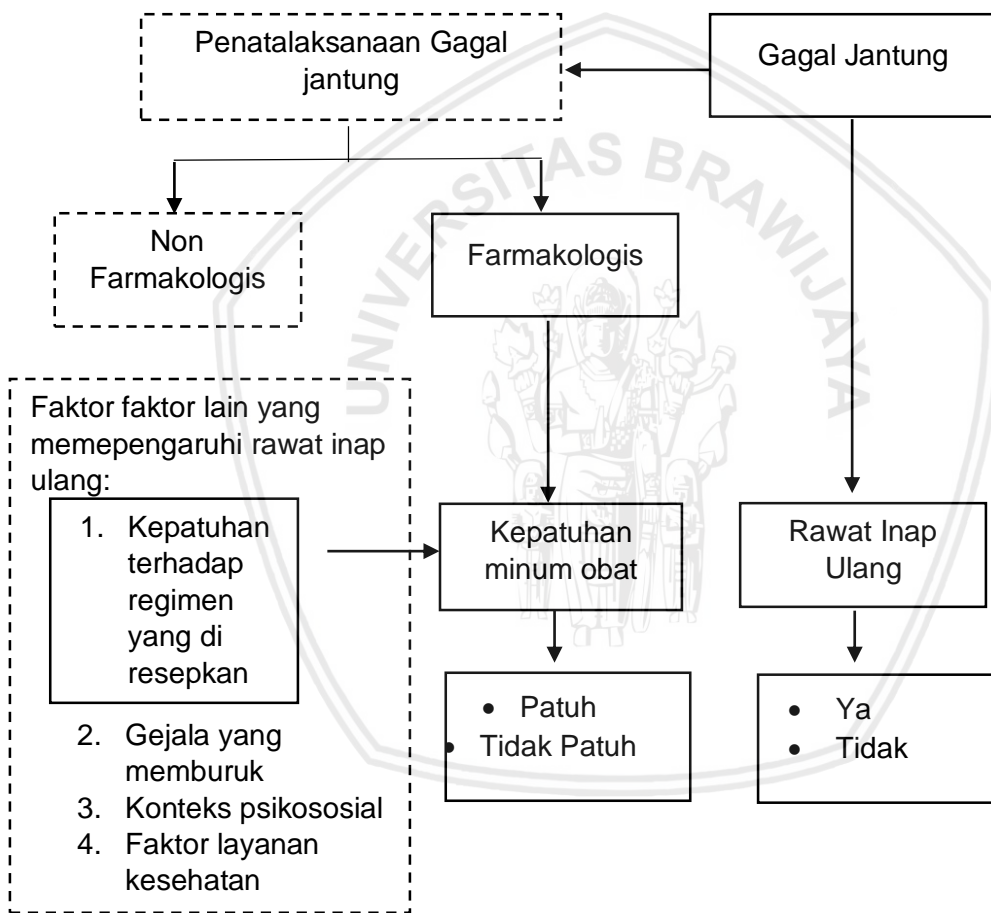 Penatalaksanaan Gagal
jantung
Gagal Jantung
UNIVERSITAS BRAWIJAYA
Non
Farmakologis
Farmakologis
Faktor faktor lain yang
memepengaruhi rawat inap
ulang:
1. Kepatuhan
terhadap
regimen
yang di
resepkan
2. Gejala yang
memburuk
3. Konteks psikososial
4. Faktor layanan
kesehatan
Kepatuhan
minum obat
Rawat Inap
Ulang
• Patuh
• Tidak Patuh
• Ya
• Tidak